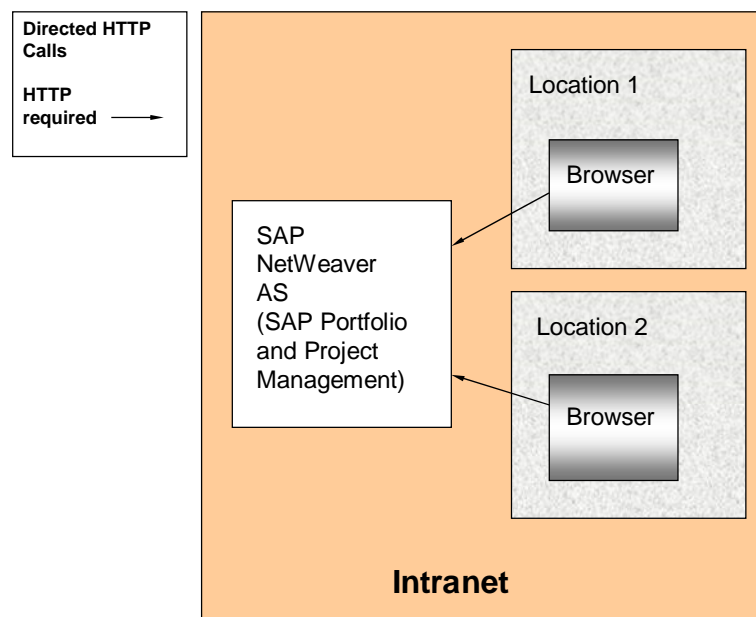 Directed HTTP
Calls
HTTP
required
Location 1
Browser
SAP
NetWeaver
AS
(SAP Portfolio
and Project
Management)
Location 2
Browser
Intranet